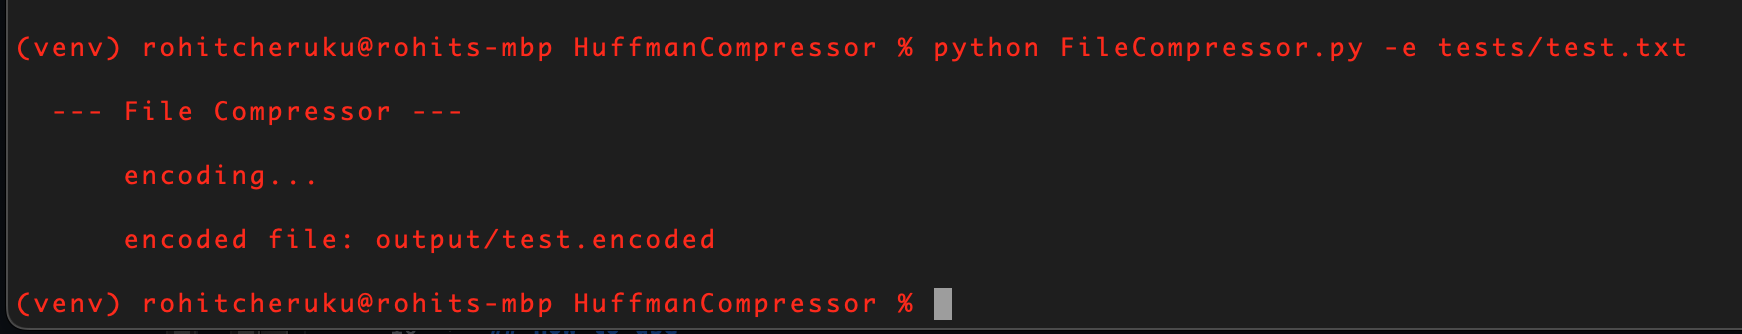 (venv) rohitcheruku@rohits-mbp HuffmanCompressor % python FileCompressor.py -e tests/test.txt
--- File Compressor ---
encoding...
encoded file: output/test.encoded
(venv) rohitcheruku@rohits-mbp HuffmanCompressor %